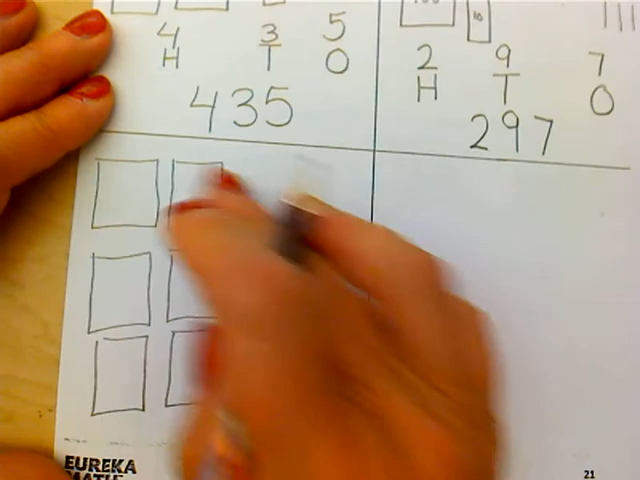 4 3 5
H T O
435
100 10
2 9 7
H T O
297
EUREKA
MATH
21